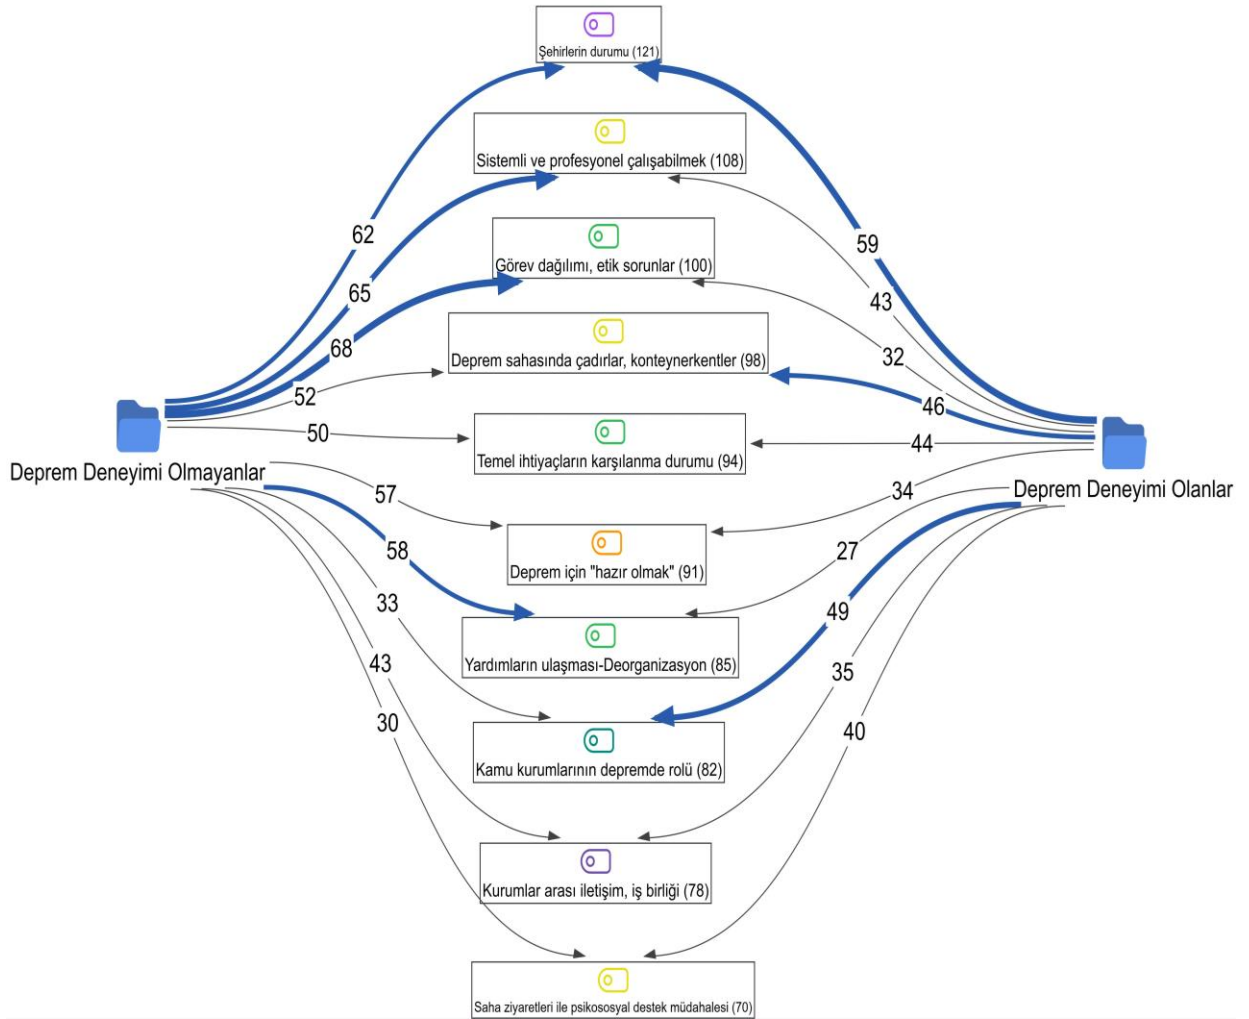 Şehirlerin durumu (121)
Sistemli ve profesyonel çalışabilmek (108)
62
59
65
43
Görev dağılımı, etik sorunlar (100)
68
32
Deprem sahasında çadırlar, konteynerkentler (98)
52
46
50
44
Temel ihtiyaçların karşılanma durumu (94)
Deprem Deneyimi Olmayanlar
Deprem Deneyimi Olanlar
57
34
Deprem için "hazır olmak" (91)
58
27
33
49
Yardımların ulaşması-Deorganizasyon (85)
43
35
30
40
Kamu kurumlarının depremde rolü (82)
Kurumlar arası iletişim, iş birliği (78)
Saha ziyaretleri ile psikososyal destek müdahalesi (70)